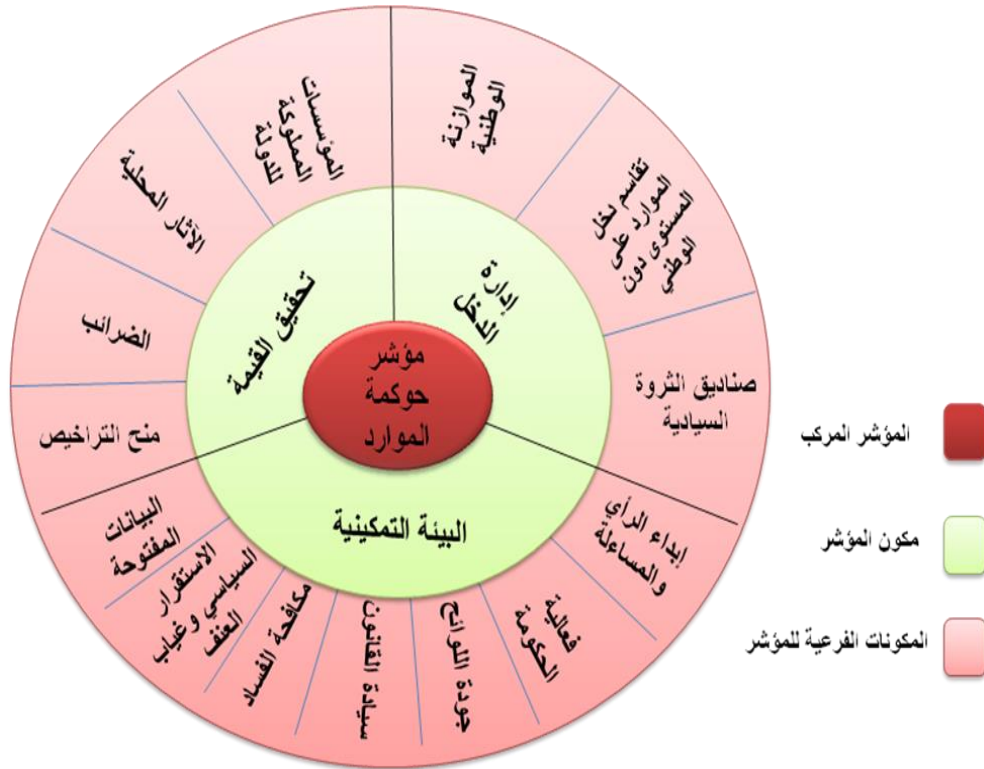 مؤشر
حوكمة
الموارد
إدارة
الدخل
تحقيق القيمة
البيئة التمكينية
الموازنة
الوطنية
تقاسم دخل
الموارد على
المستوى دون
الوطني
صناديق الثروة
السيادية
إبداء الرأي
والمساءلة
فعالية
الحكومة
جودة اللوائح
سيادة القانون
مكافحة الفساد
الاستقرار
السياسي وغياب
العنف
البيانات
المفتوحة
منح التراخيص
الضرائب
الآثار المحلية
المؤسسات
المملوكة
للدولة
المؤشر المركب
مكون المؤشر
المكونات الفرعية للمؤشر